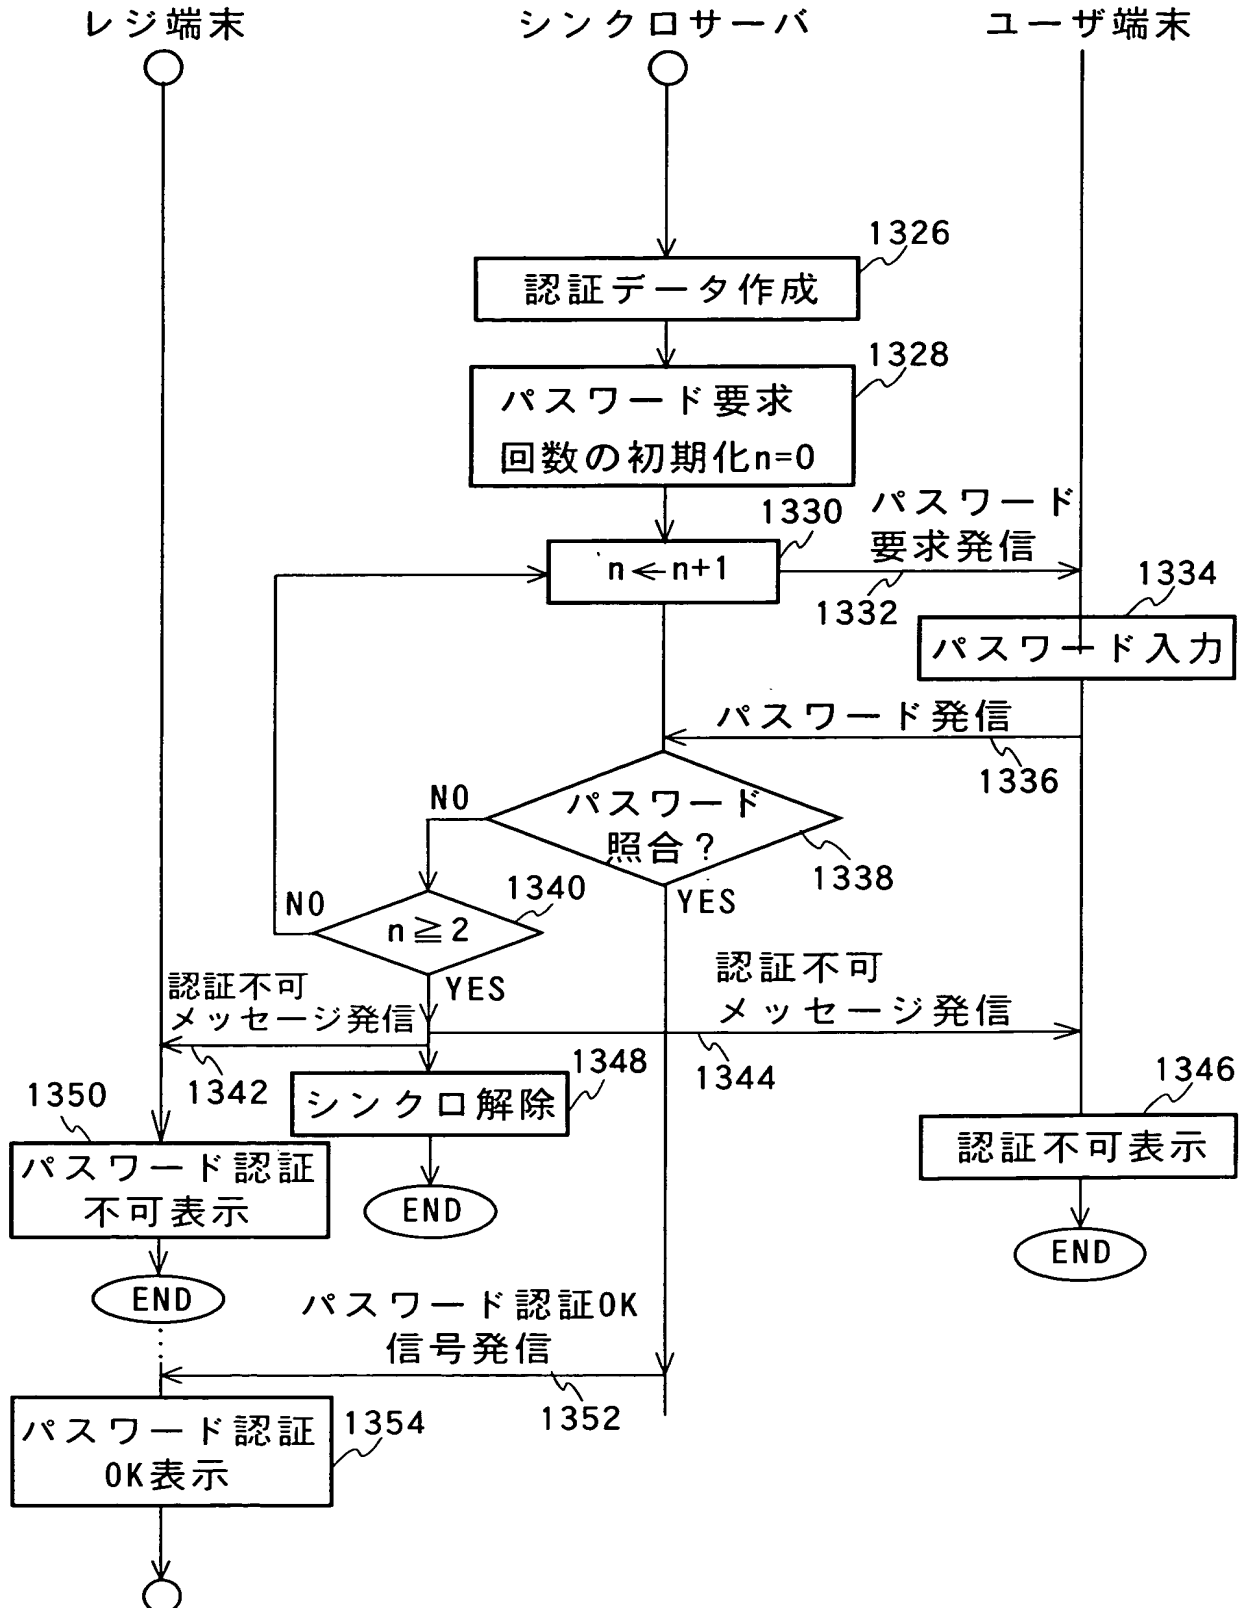 レジ端末
シンクロサーバ
ユーザ端末
1326
認証データ作成
1328
パスワード要求
回数の初期化n=0
1330
パスワード
要求発信
n←n+1
1332
1334
パスワード入力
パスワード発信
1336
NO
パスワード
照合?
1338
YES
1340
NO
n≧2
YES
認証不可
メッセージ発信
認証不可
メッセージ発信
1342
1344
1348
シンクロ解除
1346
認証不可表示
1350
パスワード認証
不可表示
END
END
END
パスワード認証OK
信号発信
1352
パスワード認証
OK表示
1354